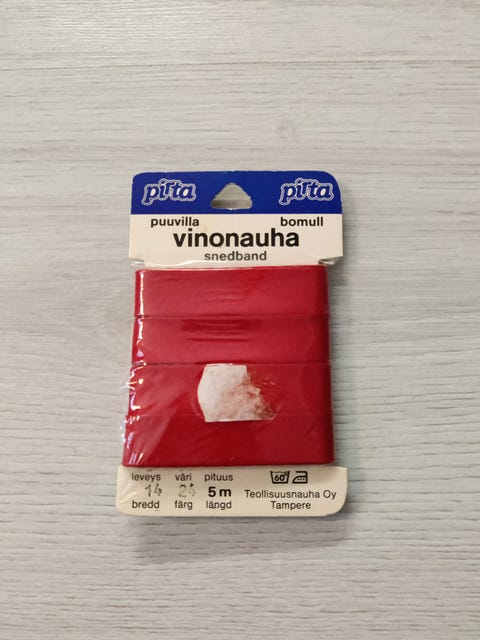 pirta pirta
puuvilla bomull
vinonauha
snedband
leveys väri pituus
14 24 5 m
bredd färg längd
60°
Teollisuusnauha Oy
Tampere